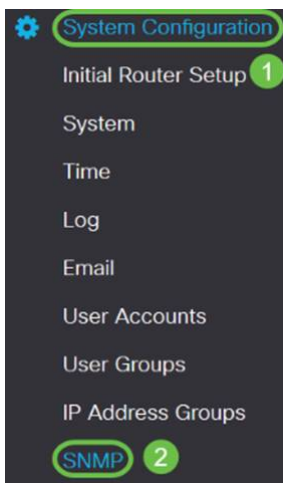 System Configuration
Initial Router Setup 1
System
Time
Log
Email
User Accounts
User Groups
IP Address Groups
SNMP 2